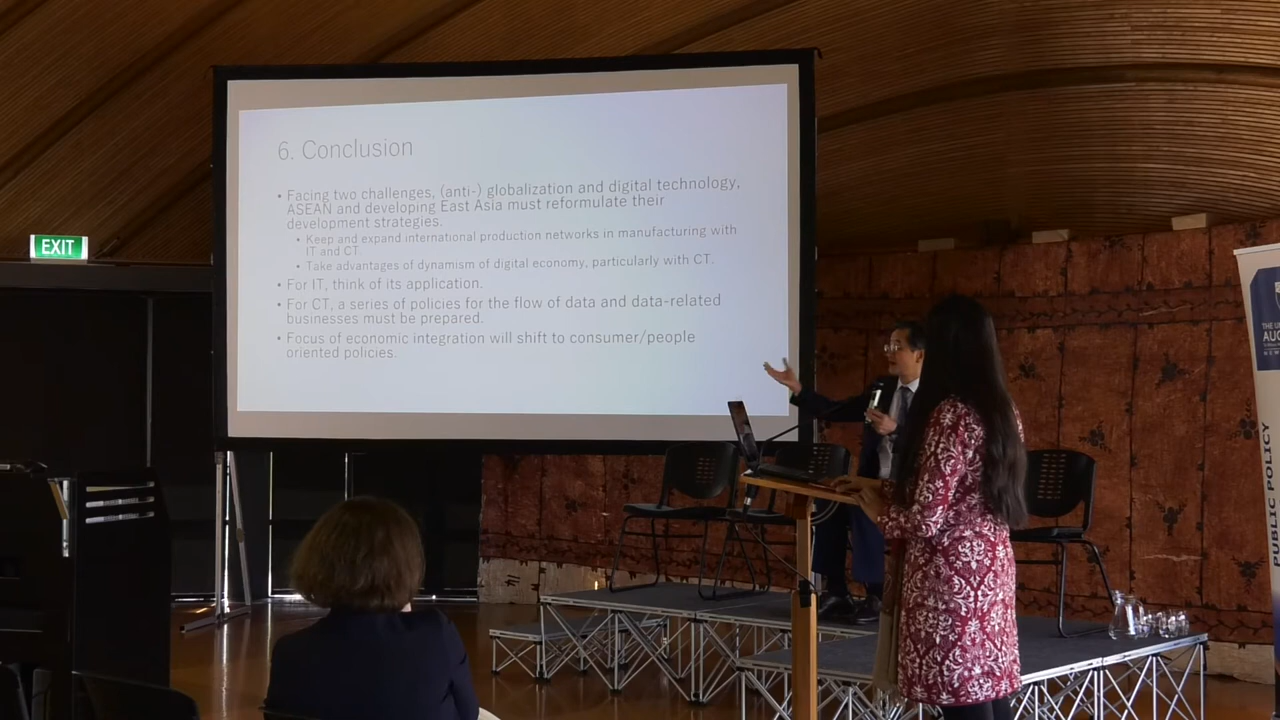 EXIT
6. Conclusion
• Facing two challenges, (anti-) globalization and digital technology,
ASEAN and developing East Asia must reformulate their
development strategies.
• Keep and expand international production networks in manufacturing with
IT and CT.
• Take advantages of dynamism of digital economy, particularly with CT.
• For IT, think of its application.
• For CT, a series of policies for the flow of data and data-related
businesses must be prepared.
• Focus of economic integration will shift to consumer/people
oriented policies.
PUBLIC POLICY